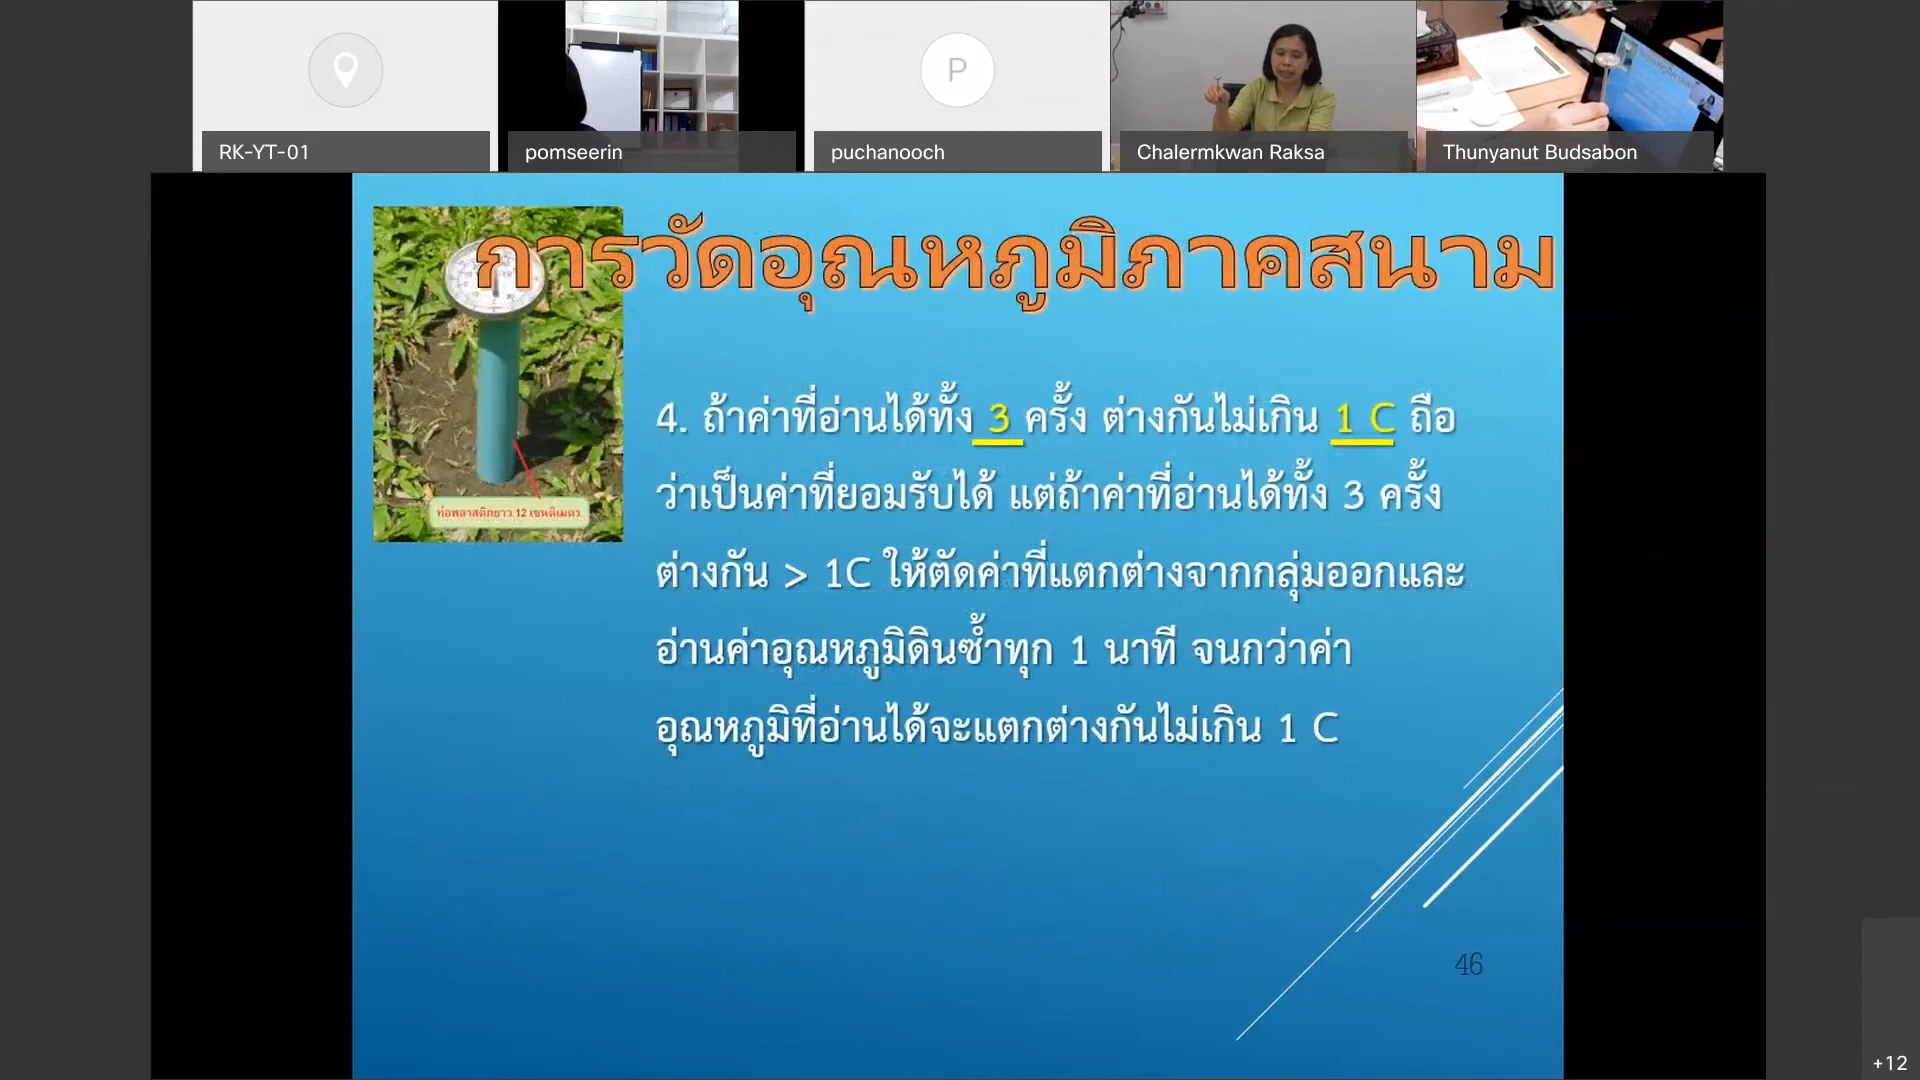 RK-YT-01
pomseerin
P
puchanooch
Chalermkwan Raksa
Thunyanut Budsabon
การวัดอุณหภูมิภาคสนาม
4. ถ้าค่าที่อ่านได้ทั้ง 3 ครั้ง ต่างกันไม่เกิน 1 C ถือ
ว่าเป็นค่าที่ยอมรับได้ แต่ถ้าค่าที่อ่านได้ทั้ง 3 ครั้ง
ต่างกัน > 1C ให้ตัดค่าที่แตกต่างจากกลุ่มออกและ
อ่านค่าอุณหภูมิดินซ้ำทุก 1 นาที จนกว่าค่า
อุณหภูมิที่อ่านได้จะแตกต่างกันไม่เกิน 1 C
ท่อพลาสติกยาว 12 เซนติเมตร
46
+12